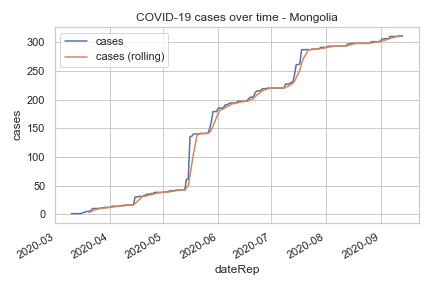 COVID-19 cases over time - Mongolia
cases
cases (rolling)
300
250
200
150
100
50
0
cases
2020-03
2020-04
2020-05
2020-06
2020-07
2020-08
2020-09
dateRep